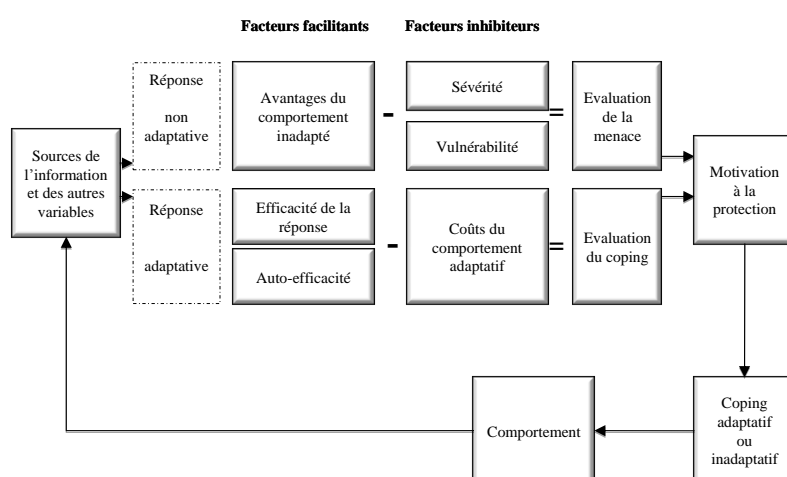 Facteurs facilitants
Facteurs inhibiteurs
Réponse
non
adaptative
Avantages du
comportement
inadapté
-
Sévérité
Vulnérabilité
=
Evaluation
de la
menace
Sources de
l'information
et des autres
variables
Réponse
adaptative
Efficacité de la
réponse
Auto-efficacité
-
Coûts du
comportement
adaptatif
=
Evaluation
du coping
Motivation
à la
protection
Comportement
Coping
adaptatif
ou
inadaptatif